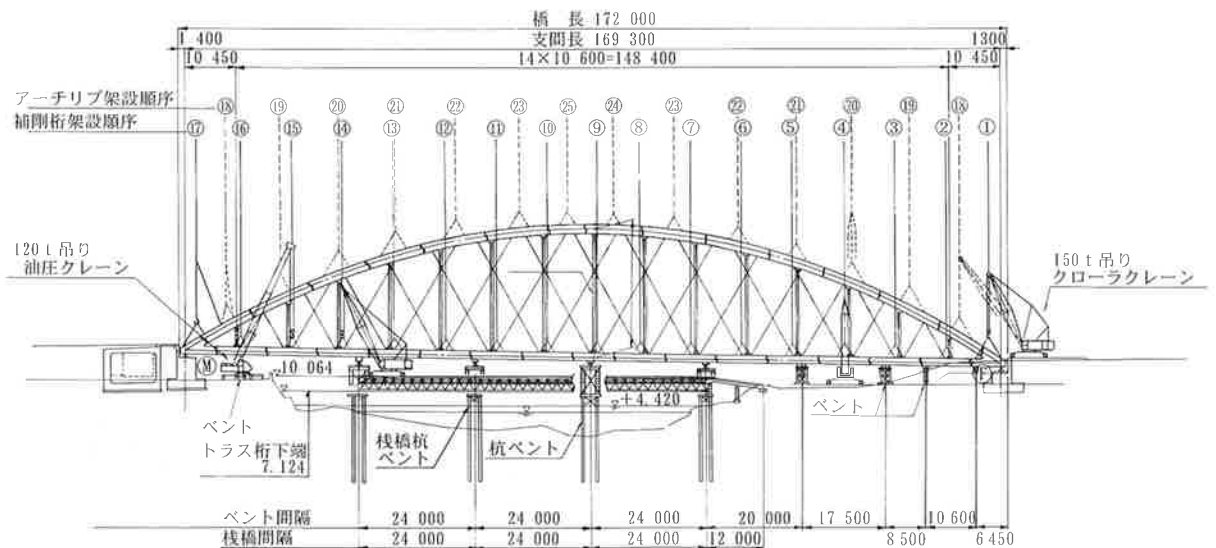 橋 長 172 000
支間長 169 300
1 400
1300
10 450
14×10 600=148 400
10 450
アーチリブ架設順序
⑱ ⑲ ⑳ ㉑ ㉒ ㉓ ㉕ ㉔ ㉓ ㉒ ㉑ ⑳ ⑲ ⑱
補剛桁架設順序
⑰ ⑯ ⑮ ⑭ ⑬ ⑫ ⑪ ⑩ ⑨ ⑧ ⑦ ⑥ ⑤ ④ ③ ② ①
120 t 吊り
油圧クレーン
150 t 吊り
クローラクレーン
Ⓜ
10 064
+4.420
ベント
ベント
トラス桁下端
7.124
桟橋杭
ベント
杭ベント
ベント間隔
24 000
24 000
24 000
20 000
17 500
10 600
桟橋間隔
24 000
24 000
24 000
12 000
8 500
6 450